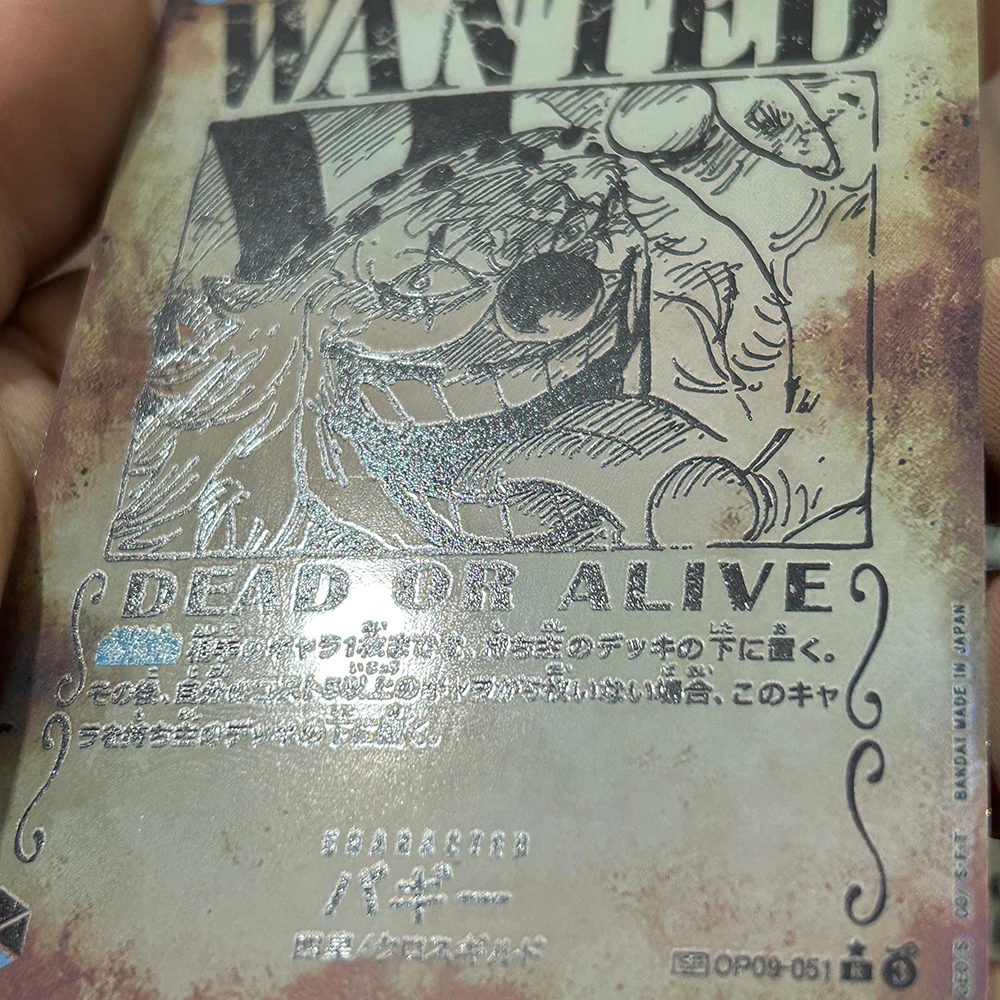 WANTED
DEAD OR ALIVE
相手のキャラ1枚までを、持ち主のデッキの下に置く。
その後、自分のコスト5以上のキャラが5枚いない場合、このキャ
ラを持ち主のデッキの下に置く。
CHARACTER
バギー
四皇/クロスギルド
SP OP09-051 ★ R 3
BANDAI MADE IN JAPAN